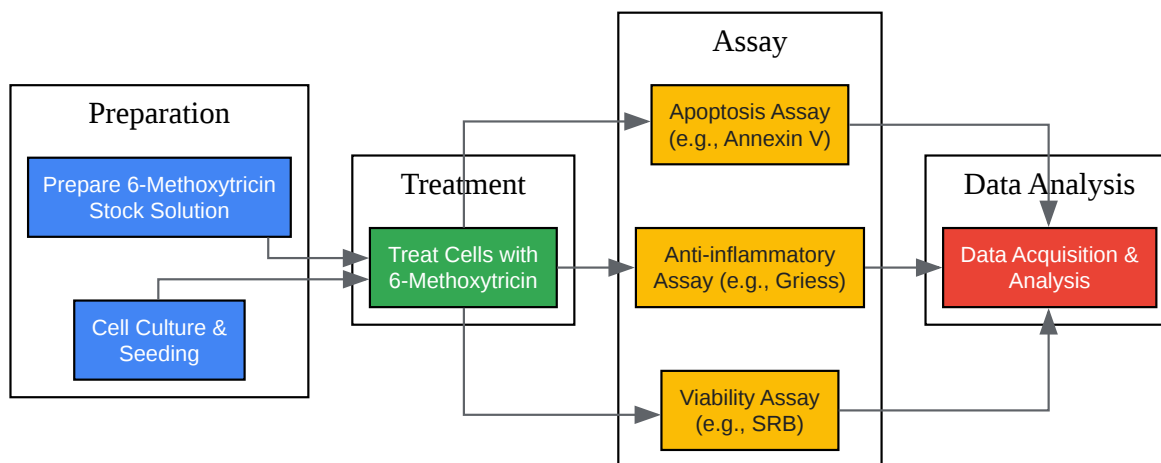 Preparation
Prepare 6-Methoxytricin
Stock Solution
Cell Culture &
Seeding
Treatment
Treat Cells with
6-Methoxytricin
Assay
Apoptosis Assay
(e.g., Annexin V)
Anti-inflammatory
Assay (e.g., Griess)
Viability Assay
(e.g., SRB)
Data Analysis
Data Acquisition &
Analysis